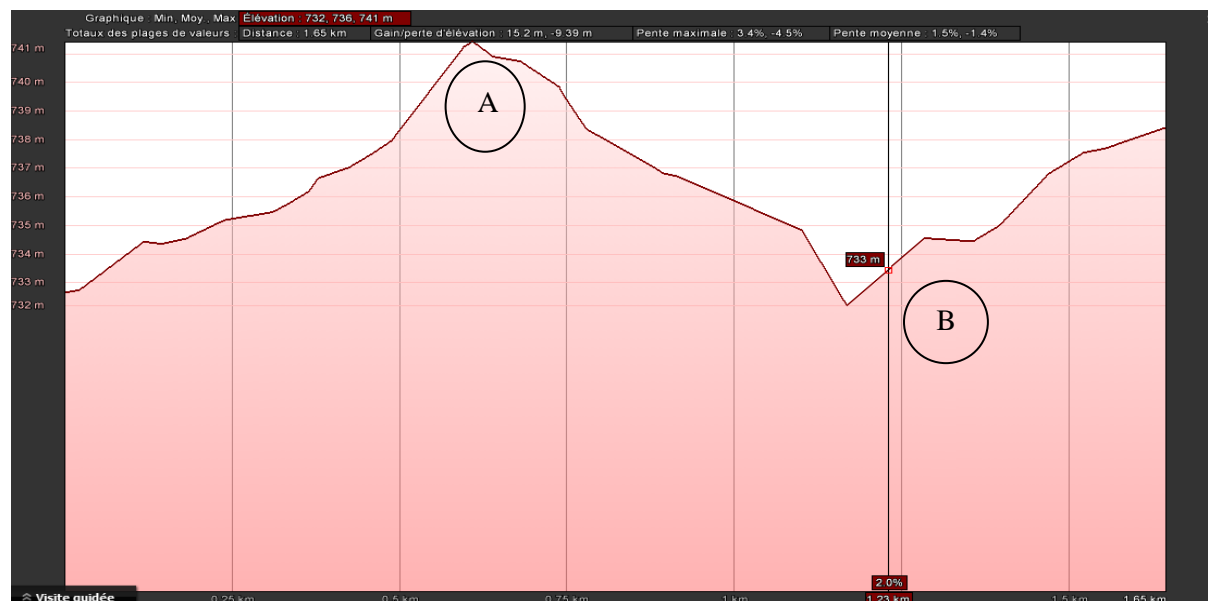 Graphique : Min, Moy., Max Élévation : 732, 736, 741 m
Totaux des plages de valeurs : Distance : 1.65 km Gain/perte d'élévation : 15.2 m, -9.39 m Pente maximale : 3.4%, -4.5% Pente moyenne : 1.5%, -1.4%
741 m
740 m
739 m
738 m
737 m
736 m
735 m
734 m
733 m
732 m
A
733 m
B
2.0%
Visite guidée 0.25 km 0.5 km 0.75 km 1 km 1.23 km 1.5 km 1.65 km